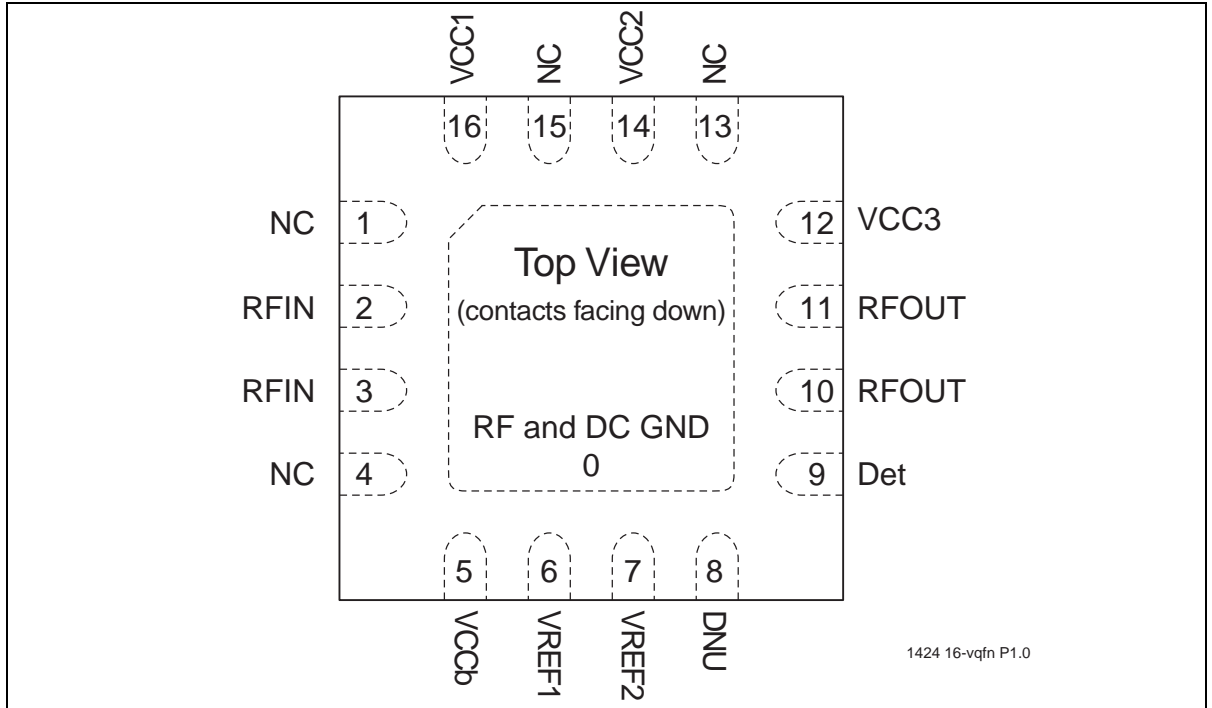 VCC1
NC
VCC2
NC
16
15
14
13
NC
1
12
VCC3
RFIN
2
11
RFOUT
RFIN
3
10
RFOUT
NC
4
9
Det
Top View
(contacts facing down)
RF and DC GND
0
5
6
7
8
VCCb
VREF1
VREF2
DNU
1424 16-vqfn P1.0